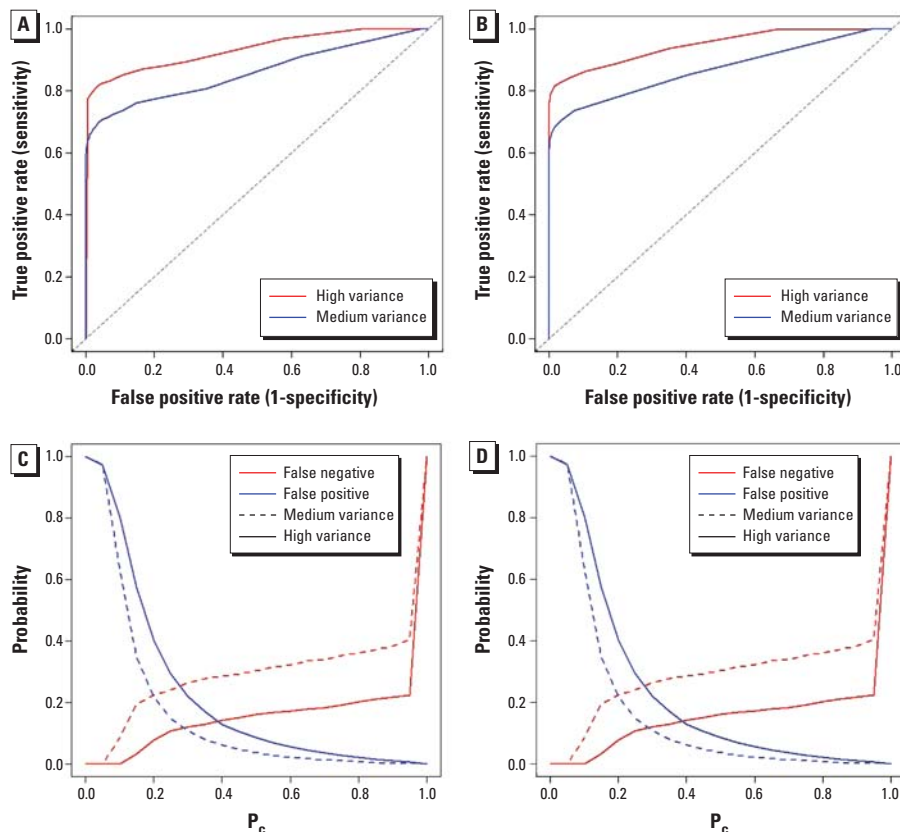 A
True positive rate (sensitivity)
1.0
0.8
0.6
0.4
0.2
0.0
High variance
Medium variance
0.0 0.2 0.4 0.6 0.8 1.0
False positive rate (1-specificity)
B
True positive rate (sensitivity)
1.0
0.8
0.6
0.4
0.2
0.0
High variance
Medium variance
0.0 0.2 0.4 0.6 0.8 1.0
False positive rate (1-specificity)
C
Probability
1.0
0.8
0.6
0.4
0.2
0.0
False negative
False positive
Medium variance
High variance
0.0 0.2 0.4 0.6 0.8 1.0
Pc
D
Probability
1.0
0.8
0.6
0.4
0.2
0.0
False negative
False positive
Medium variance
High variance
0.0 0.2 0.4 0.6 0.8 1.0
Pc